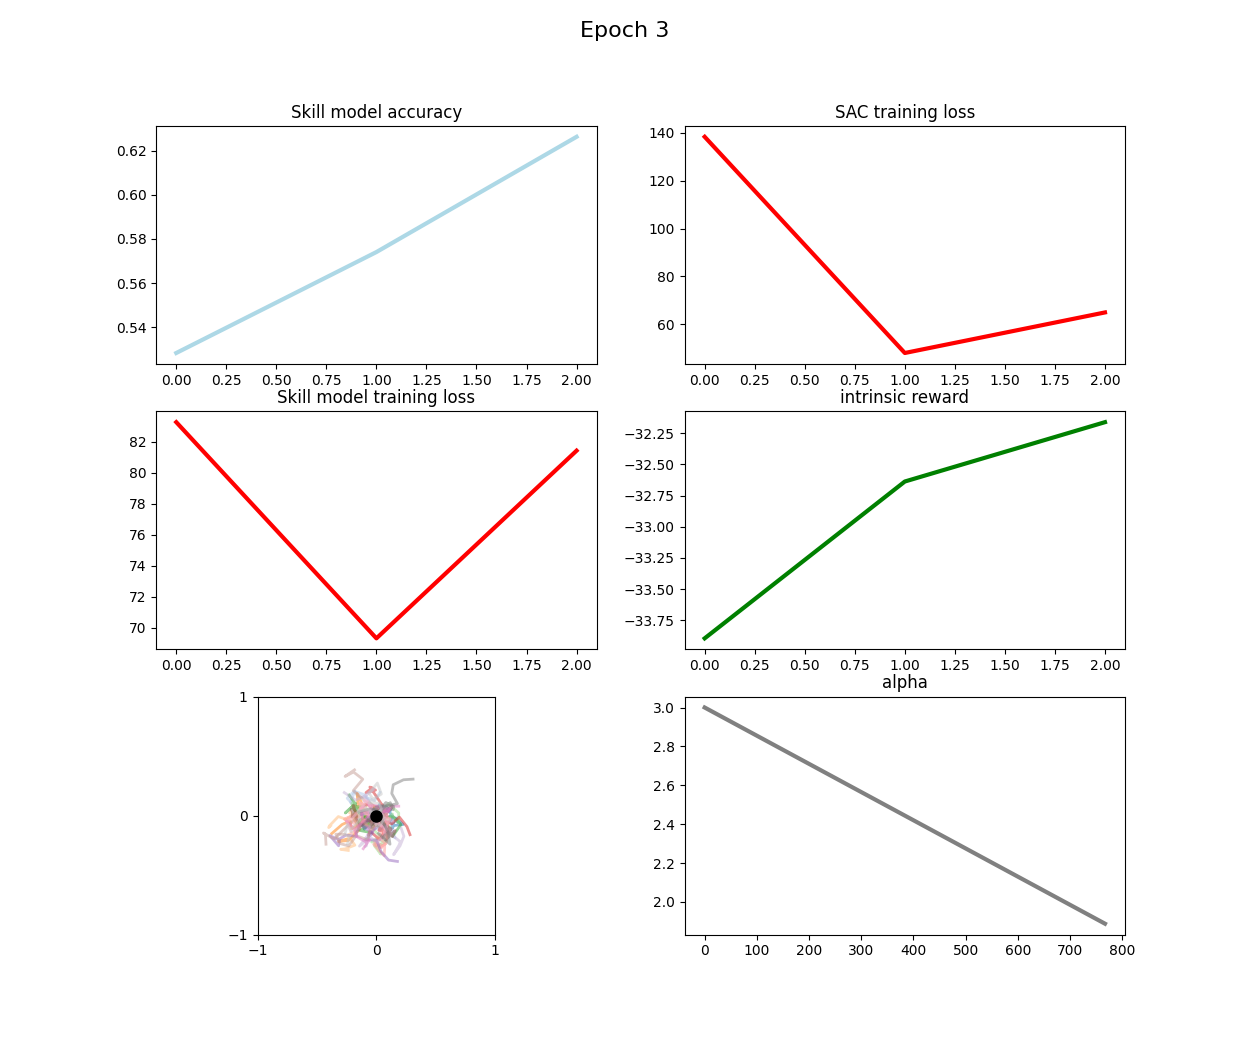 Epoch 3
Skill model accuracy
0.62
0.60
0.58
0.56
0.54
0.00 0.25 0.50 0.75 1.00 1.25 1.50 1.75 2.00
SAC training loss
140
120
100
80
60
0.00 0.25 0.50 0.75 1.00 1.25 1.50 1.75 2.00
Skill model training loss
82
80
78
76
74
72
70
0.00 0.25 0.50 0.75 1.00 1.25 1.50 1.75 2.00
intrinsic reward
−32.25
−32.50
−32.75
−33.00
−33.25
−33.50
−33.75
0.00 0.25 0.50 0.75 1.00 1.25 1.50 1.75 2.00
1
0
−1
−1 0 1
alpha
3.0
2.8
2.6
2.4
2.2
2.0
0 100 200 300 400 500 600 700 800